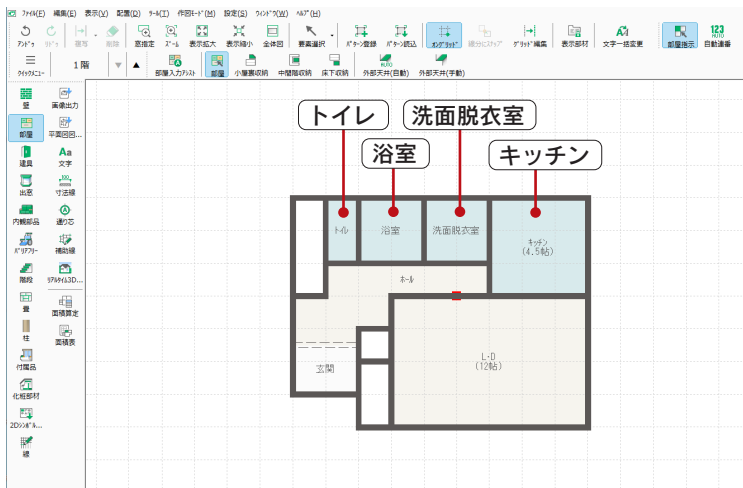 ﾌｧｲﾙ(F) 編集(E) 表示(V) 配置(D) ﾂｰﾙ(T) 作図ﾓｰﾄﾞ(M) 設定(S) ｳｨﾝﾄﾞｳ(W) ﾍﾙﾌﾟ(H)
ｱﾝﾄﾞｩ ﾘﾄﾞｩ 複写 削除 窓指定 ｽﾞｰﾑ 表示拡大 表示縮小 全体図 要素選択 ﾊﾟﾀｰﾝ登録 ﾊﾟﾀｰﾝ読込 ｵﾝｸﾞﾘｯﾄﾞ 線分にｽﾅｯﾌﾟ ｸﾞﾘｯﾄﾞ編集 表示部材 文字一括変更 部屋指示 自動連番
ｸｲｯｸﾒﾆｭｰ 1 階 部屋入力ｱｼｽﾄ 部屋 小屋裏収納 中間階収納 床下収納 外部天井(自動) 外部天井(手動)
壁 画像出力
部屋 平面図図...
建具 文字
出窓 寸法線
内観部品 通り芯
ﾊﾞﾘｱﾌﾘｰ 補助線
階段 ﾘｱﾙﾀｲﾑ3D...
畳 面積算定
柱 面積表
付属品
化粧部材
2Dｼﾝﾎﾞﾙ...
線
トイレ 洗面脱衣室
浴室 キッチン
ﾄｲﾚ 浴室 洗面脱衣室 ｷｯﾁﾝ
(4.5帖)
ﾎｰﾙ
L・D
(12帖)
玄関